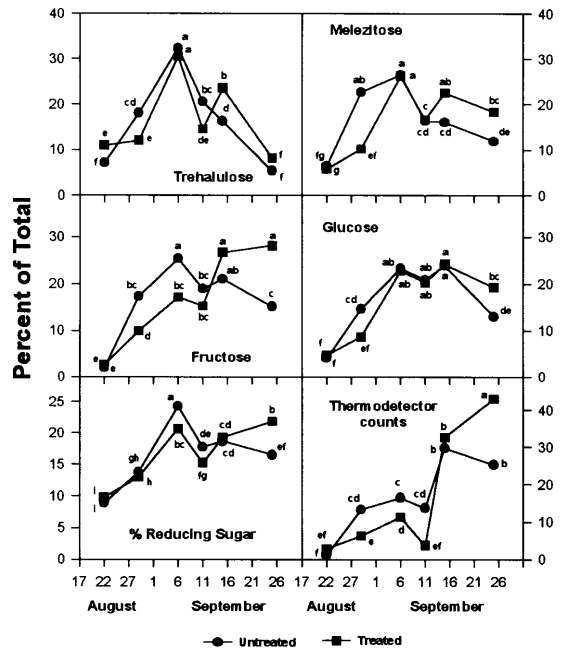 Percent of Total
40
30
20
10
0
a
a
cd
bc
b
e
e
d
de
f
f
f
Trehalulose
Melezitose
40
30
20
10
0
a
a
ab
ab
c
cd
cd
de
fg
g
ef
30
20
10
0
a
a
a
bc
bc
bc
bc
ab
c
d
e
e
Fructose
Glucose
30
20
10
0
ab
ab
ab
ab
a
a
bc
cd
de
f
f
ef
25
20
15
10
5
0
a
a
bc
de
cd
cd
ef
gh
h
fg
i
i
% Reducing Sugar
Thermodetector
counts
40
30
20
10
0
a
b
b
b
c
cd
cd
d
e
ef
ef
f
17 22 27 1 6 11 16 21 26
August September
17 22 27 1 6 11 16 21 26
August September
Untreated Treated